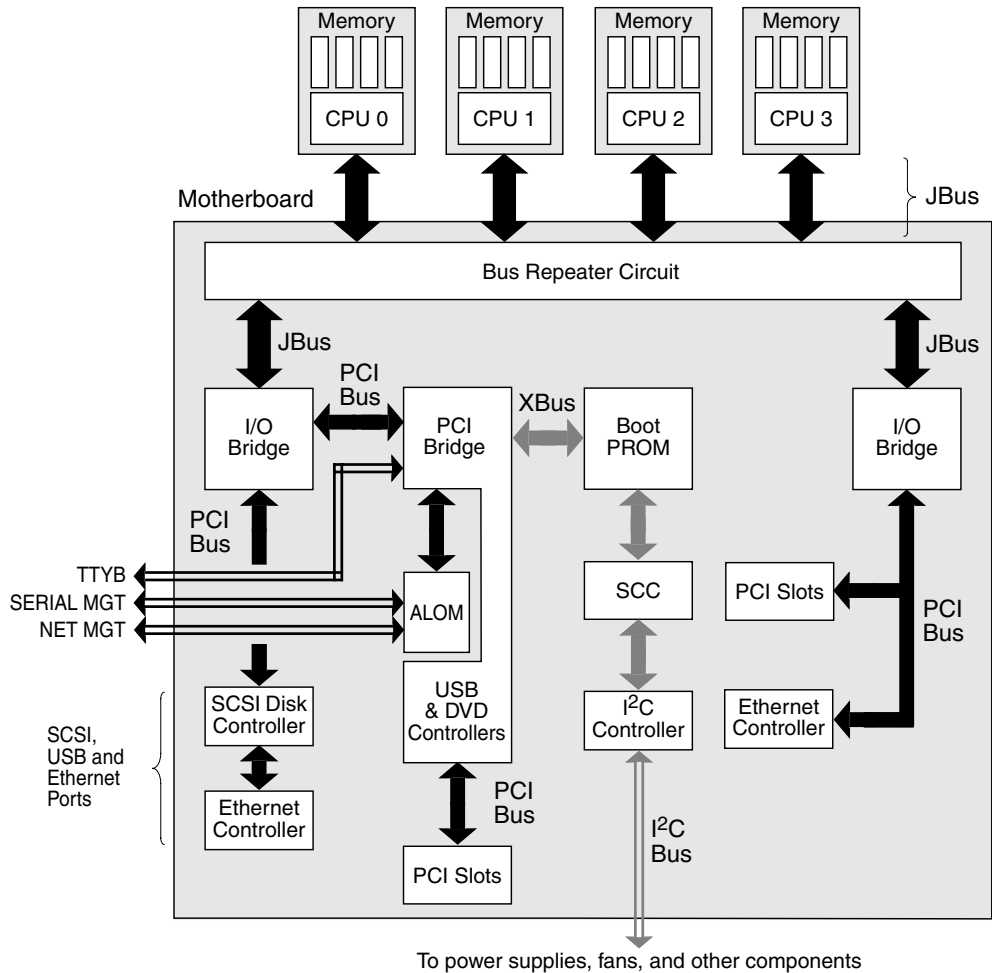 Memory
Memory
Memory
Memory
CPU 0
CPU 1
CPU 2
CPU 3
JBus
Motherboard
Bus Repeater Circuit
JBus
JBus
PCI
Bus
XBus
I/O
Bridge
PCI
Bridge
Boot
PROM
I/O
Bridge
PCI
Bus
TTYB
SERIAL MGT
NET MGT
ALOM
SCC
PCI Slots
PCI
Bus
SCSI Disk
Controller
USB
& DVD
Controllers
I²C
Controller
Ethernet
Controller
SCSI,
USB and
Ethernet
Ports
Ethernet
Controller
PCI
Bus
I²C
Bus
PCI Slots
To power supplies, fans, and other components